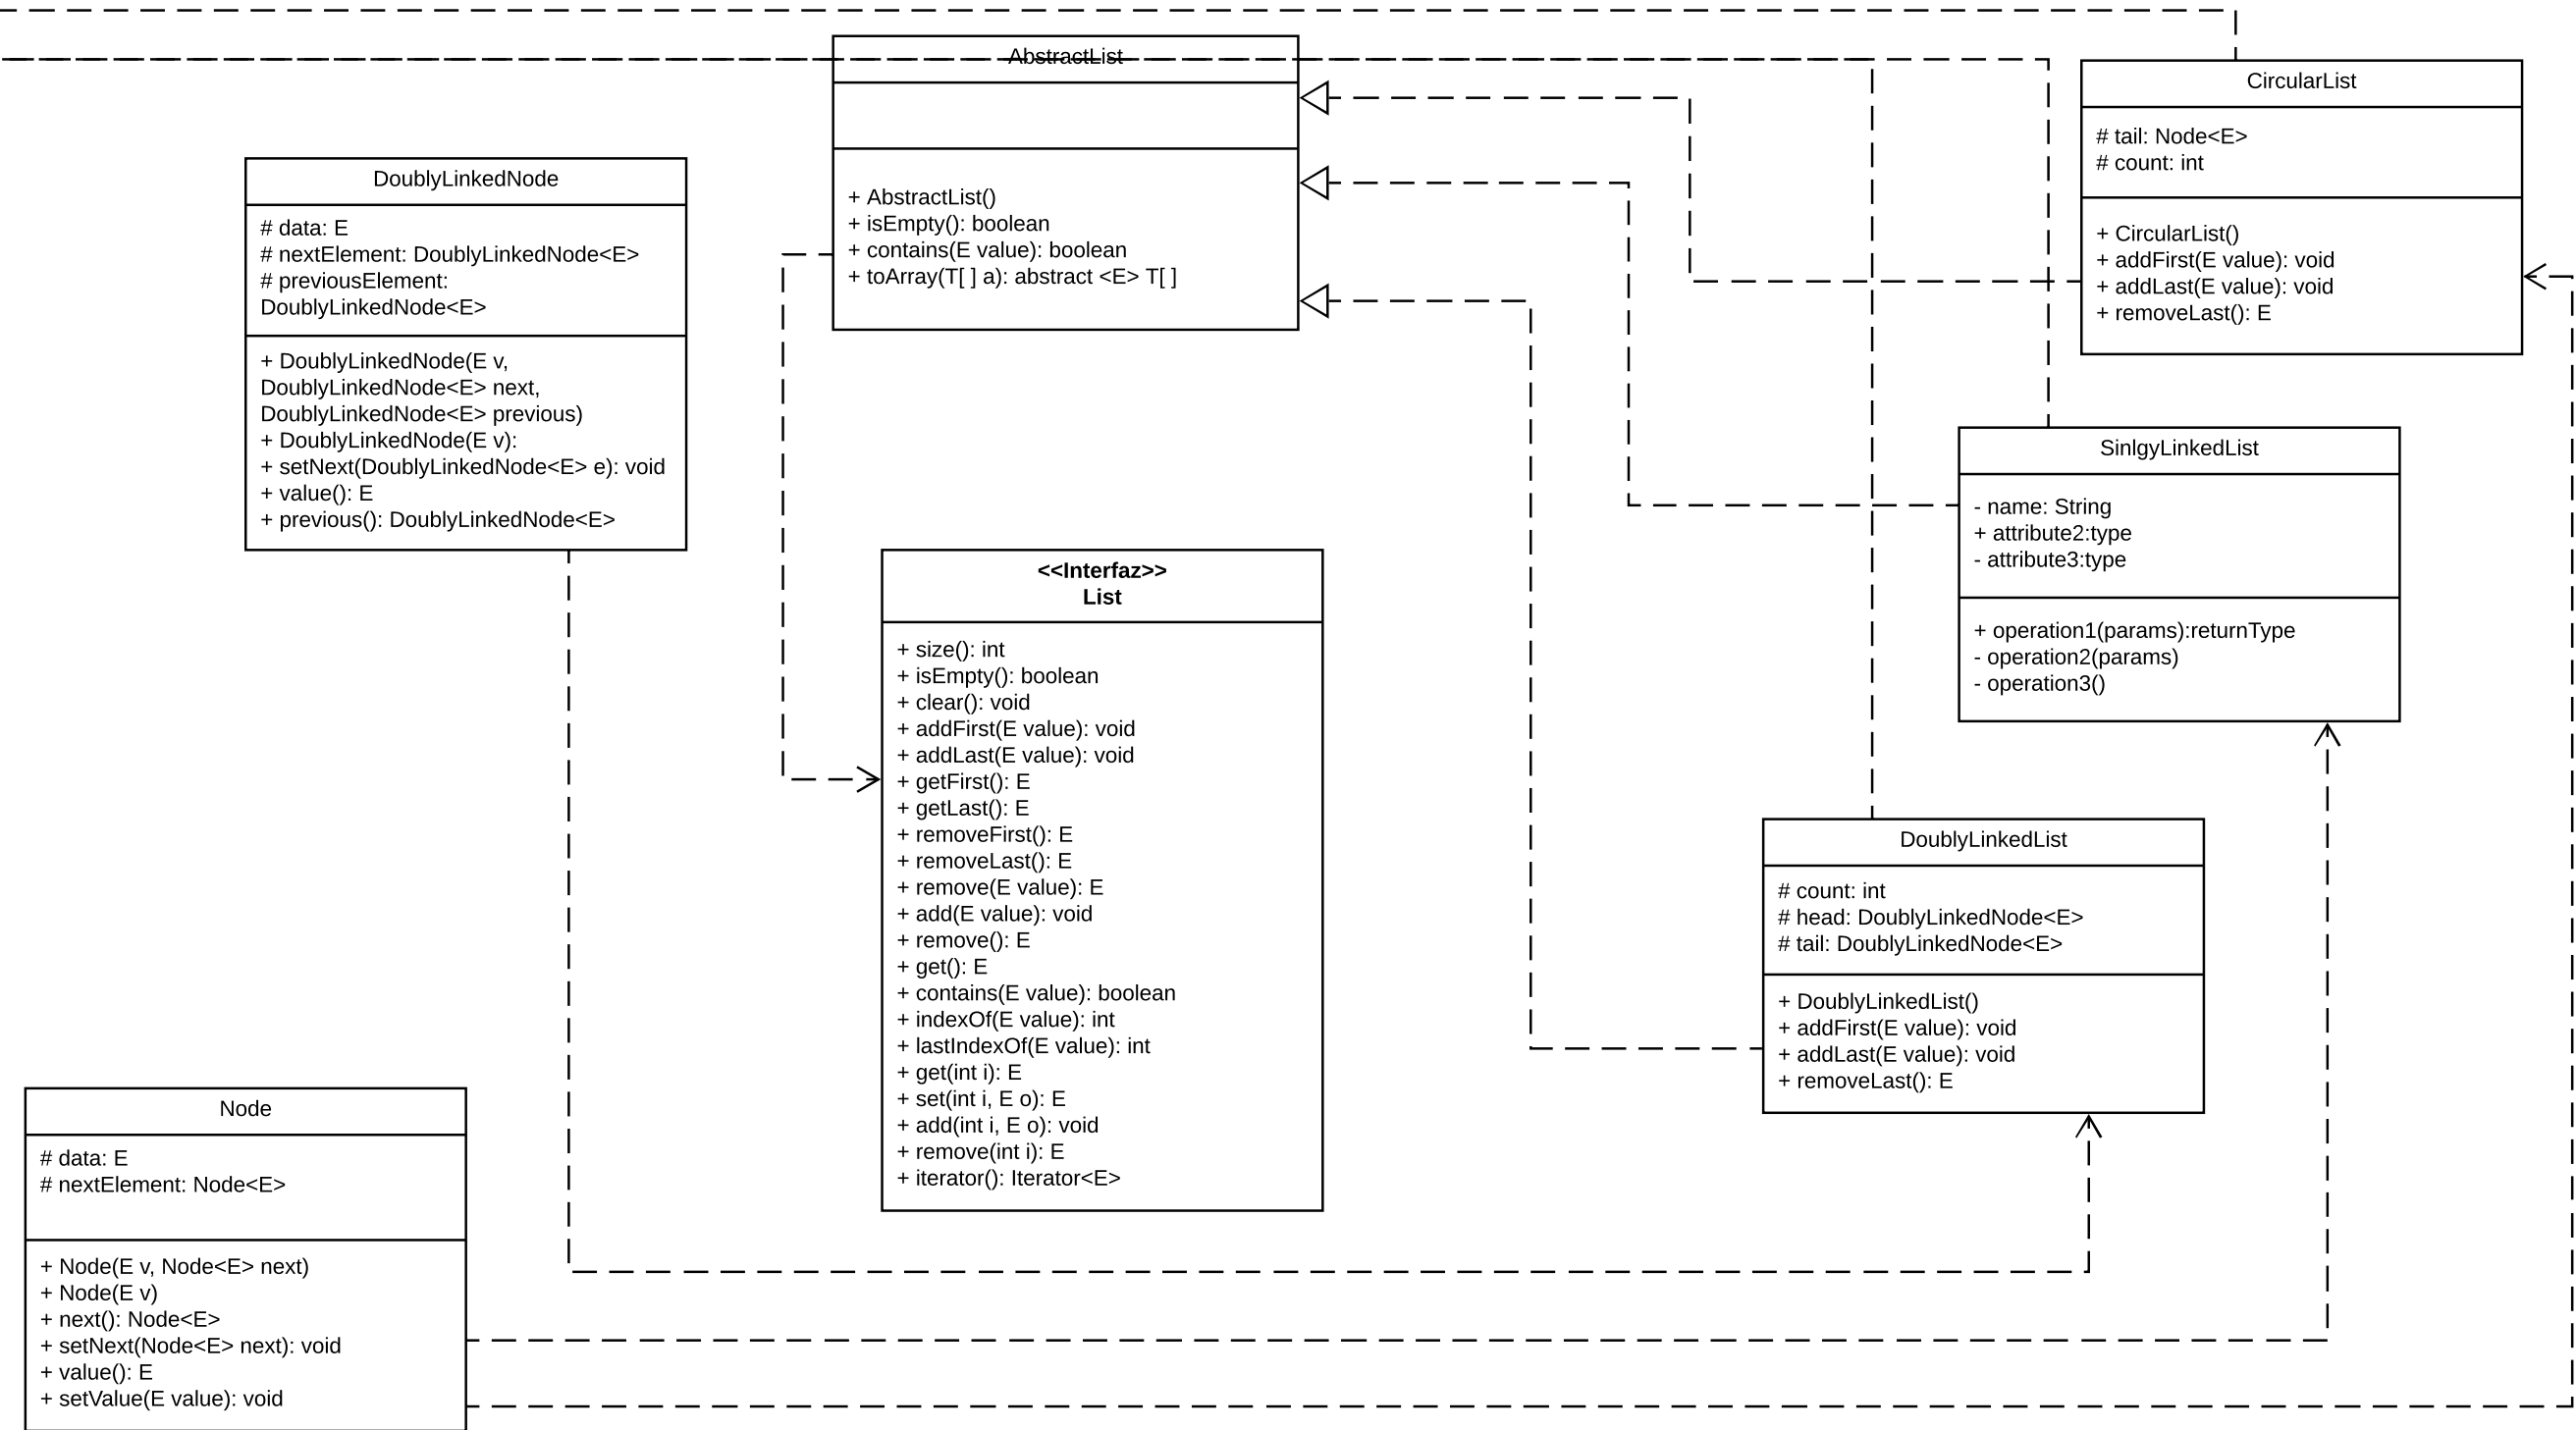 AbstractList
+ AbstractList()
+ isEmpty(): boolean
+ contains(E value): boolean
+ toArray(T[ ] a): abstract <E> T[ ]
CircularList
# tail: Node<E>
# count: int
+ CircularList()
+ addFirst(E value): void
+ addLast(E value): void
+ removeLast(): E
DoublyLinkedNode
# data: E
# nextElement: DoublyLinkedNode<E>
# previousElement:
DoublyLinkedNode<E>
+ DoublyLinkedNode(E v,
DoublyLinkedNode<E> next,
DoublyLinkedNode<E> previous)
+ DoublyLinkedNode(E v):
+ setNext(DoublyLinkedNode<E> e): void
+ value(): E
+ previous(): DoublyLinkedNode<E>
SinlgyLinkedList
- name: String
+ attribute2:type
- attribute3:type
+ operation1(params):returnType
- operation2(params)
- operation3()
<<Interfaz>>
List
+ size(): int
+ isEmpty(): boolean
+ clear(): void
+ addFirst(E value): void
+ addLast(E value): void
+ getFirst(): E
+ getLast(): E
+ removeFirst(): E
+ removeLast(): E
+ remove(E value): E
+ add(E value): void
+ remove(): E
+ get(): E
+ contains(E value): boolean
+ indexOf(E value): int
+ lastIndexOf(E value): int
+ get(int i): E
+ set(int i, E o): E
+ add(int i, E o): void
+ remove(int i): E
+ iterator(): Iterator<E>
DoublyLinkedList
# count: int
# head: DoublyLinkedNode<E>
# tail: DoublyLinkedNode<E>
+ DoublyLinkedList()
+ addFirst(E value): void
+ addLast(E value): void
+ removeLast(): E
Node
# data: E
# nextElement: Node<E>
+ Node(E v, Node<E> next)
+ Node(E v)
+ next(): Node<E>
+ setNext(Node<E> next): void
+ value(): E
+ setValue(E value): void